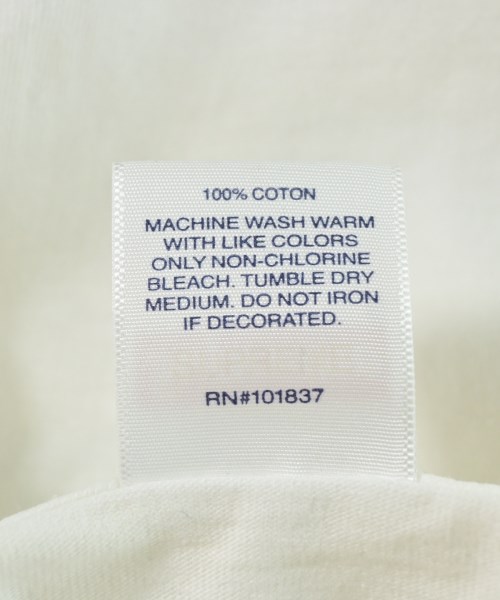 100% COTON
MACHINE WASH WARM
WITH LIKE COLORS
ONLY NON-CHLORINE
BLEACH. TUMBLE DRY
MEDIUM. DO NOT IRON
IF DECORATED.
RN#101837